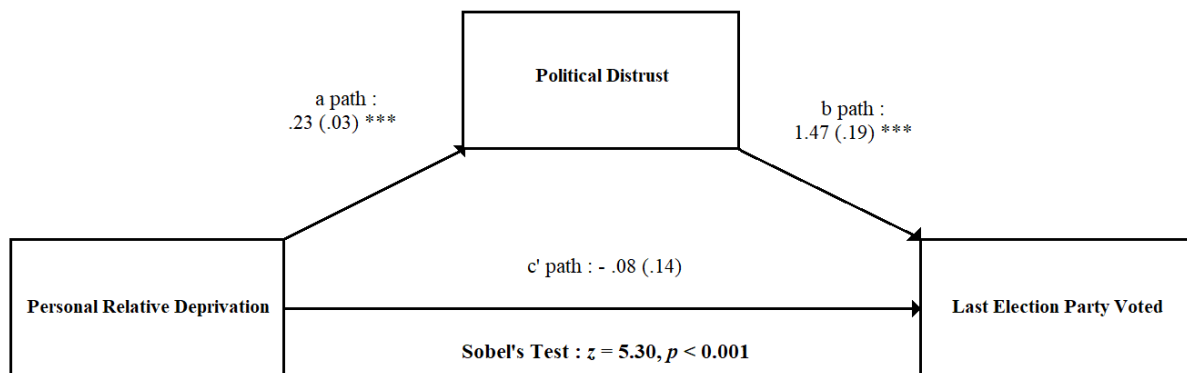 Political Distrust
a path :
.23 (.03) ***
b path :
1.47 (.19) ***
c' path : - .08 (.14)
Personal Relative Deprivation
Last Election Party Voted
Sobel's Test : z = 5.30, p < 0.001